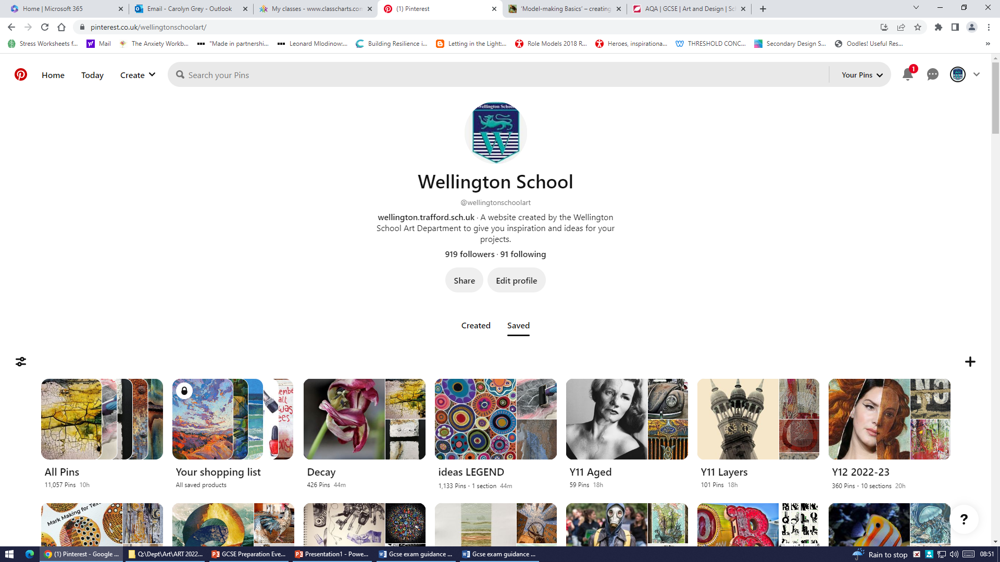 Home | Microsoft 365
Email - Carolyn Grey - Outlook
My classes - www.classcharts.com
(1) Pinterest
'Model-making Basics' – creating
AQA | GCSE | Art and Design | Sc
pinterest.co.uk/wellingtonschoolart/
Stress Worksheets f...
Mail
The Anxiety Workb...
"Made in partnershi...
Leonard Mlodinow:...
Building Resilience i...
Letting in the Light:...
Role Models 2018 R...
Heroes, inspirationa...
THRESHOLD CONC...
Secondary Design S...
Oodles! Useful Res...
»
Home
Today
Create
Search your Pins
Your Pins
1
Wellington School
W
Wellington School
@wellingtonschoolart
wellington.trafford.sch.uk · A website created by the Wellington
School Art Department to give you inspiration and ideas for your
projects.
919 followers · 91 following
Share
Edit profile
Created
Saved
All Pins
11,057 Pins 10h
Your shopping list
All saved products
Decay
426 Pins 44m
ideas LEGEND
1,133 Pins · 1 section 44m
Y11 Aged
59 Pins 18h
Ford
Y11 Layers
101 Pins 18h
Y12 2022-23
360 Pins · 10 sections 20h
Mark Making for Tex
?
(1) Pinterest - Google ...
Q:\Dept\Art\ART 2022...
GCSE Preparation Eve...
Presentation1 - Powe...
Gcse exam guidance ...
Gcse exam guidance ...
Rain to stop
08:51